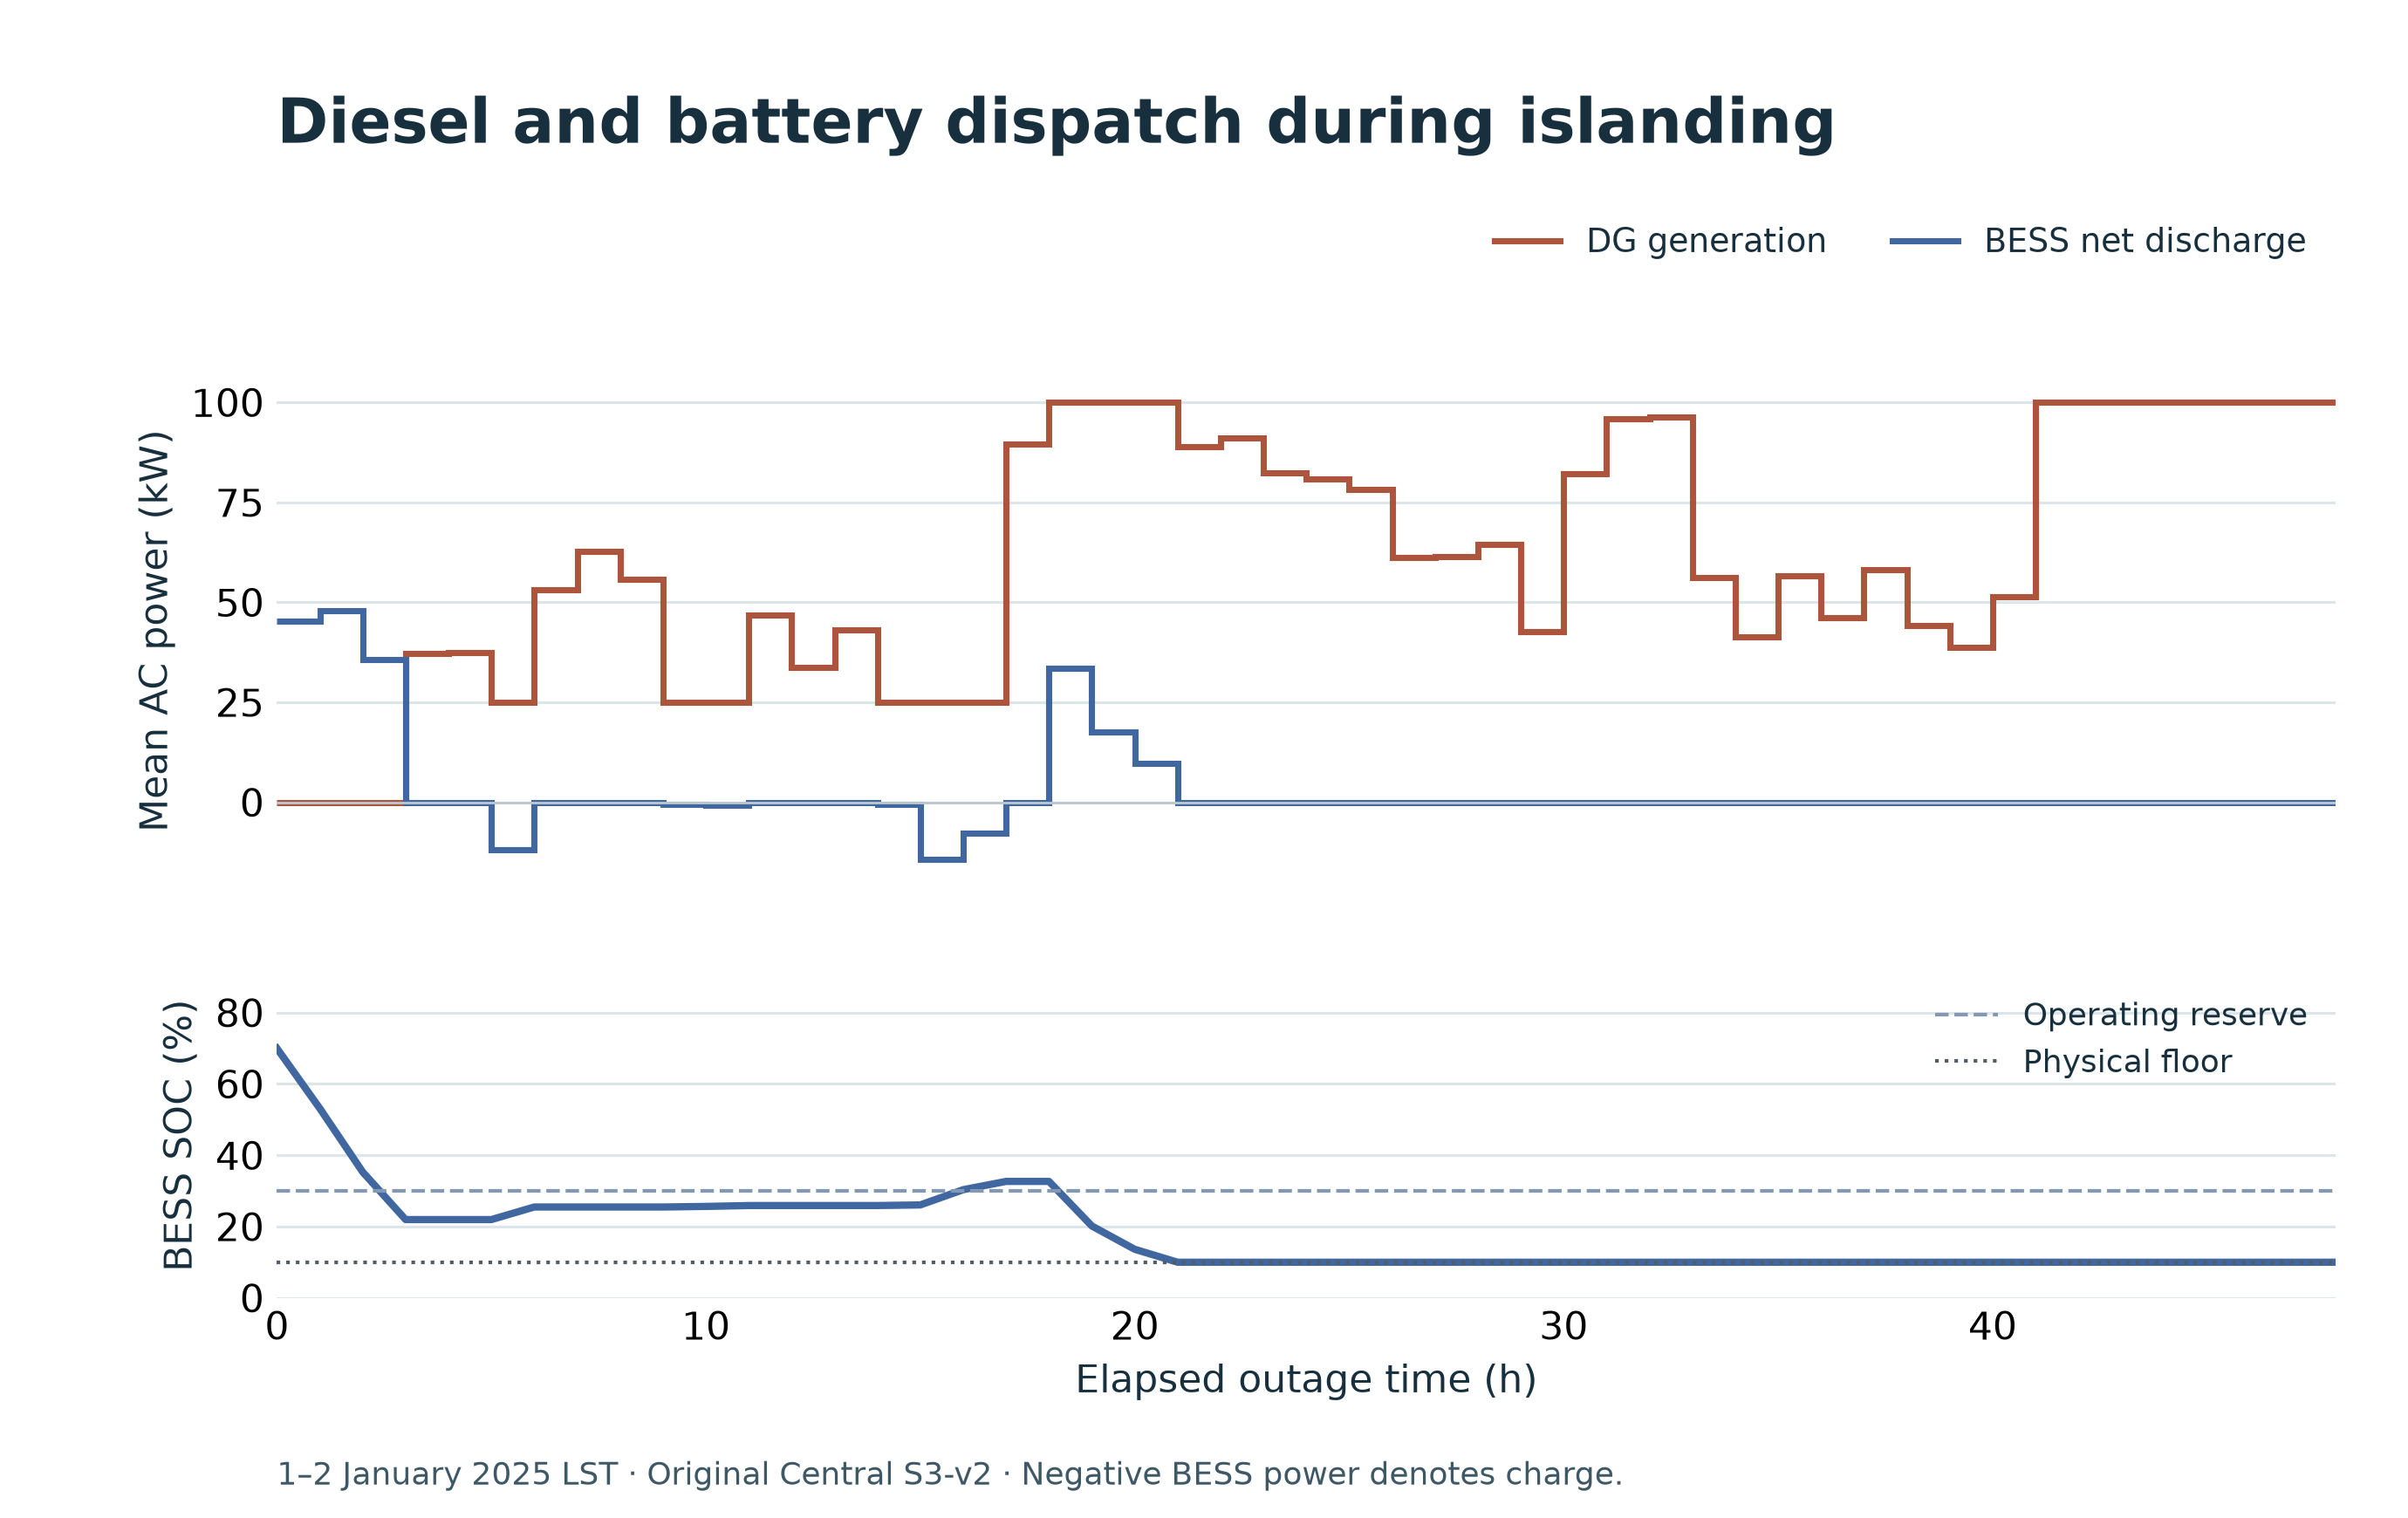 Diesel and battery dispatch during islanding
DG generation
BESS net discharge
Mean AC power (kW)
100
75
50
25
0
BESS SOC (%)
80
60
40
20
0
Operating reserve
Physical floor
0
10
20
30
40
Elapsed outage time (h)
1–2 January 2025 LST · Original Central S3-v2 · Negative BESS power denotes charge.